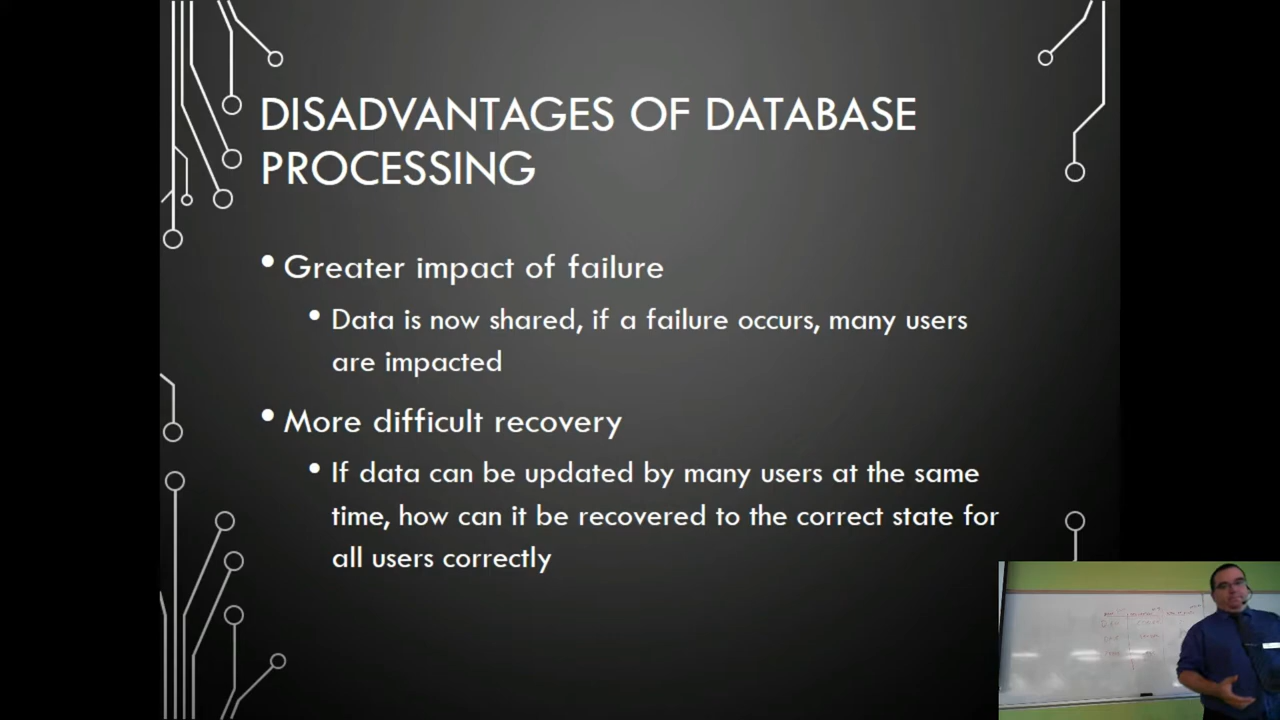 DISADVANTAGES OF DATABASE
PROCESSING
• Greater impact of failure
• Data is now shared, if a failure occurs, many users
are impacted
• More difficult recovery
• If data can be updated by many users at the same
time, how can it be recovered to the correct state for
all users correctly